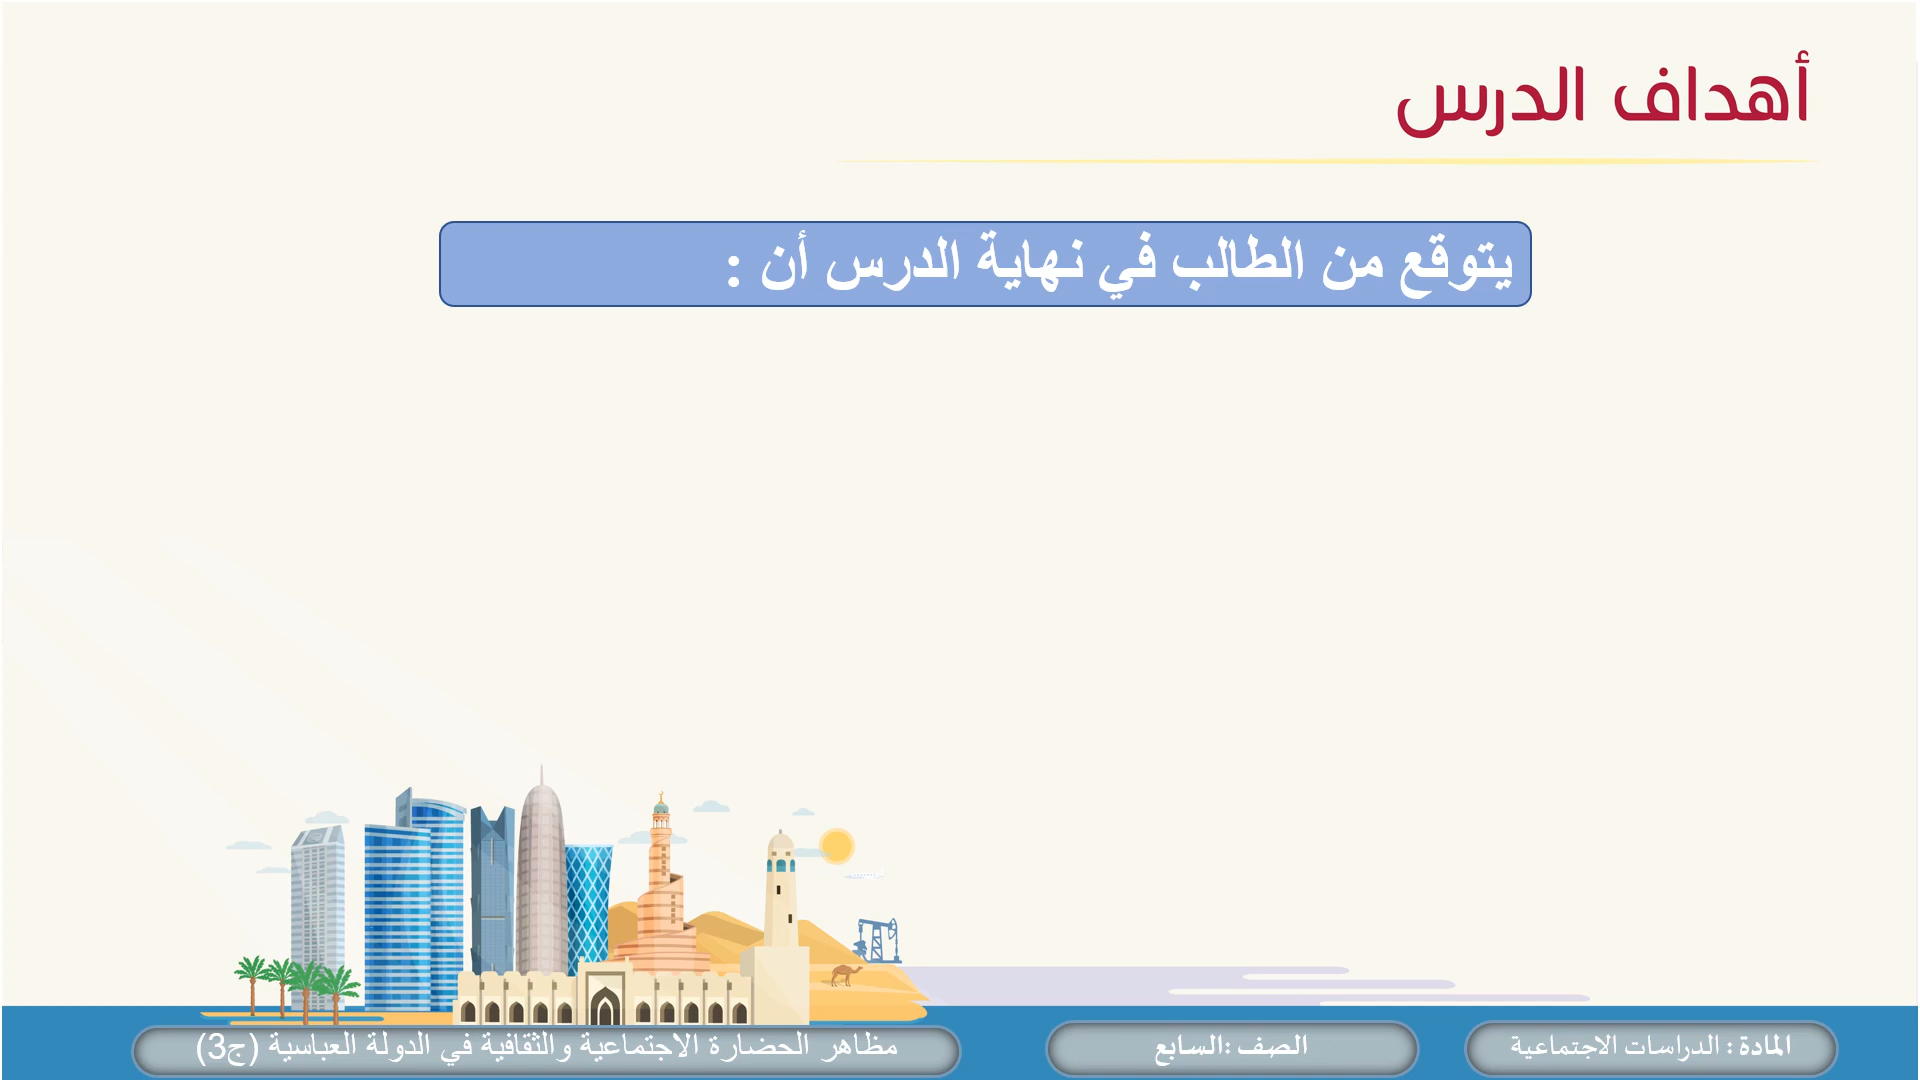 أهداف الدرس
يتوقع من الطالب في نهاية الدرس أن :
المادة : الدراسات الاجتماعية
الصف :السابع
مظاهر الحضارة الاجتماعية والثقافية في الدولة العباسية (ج3)